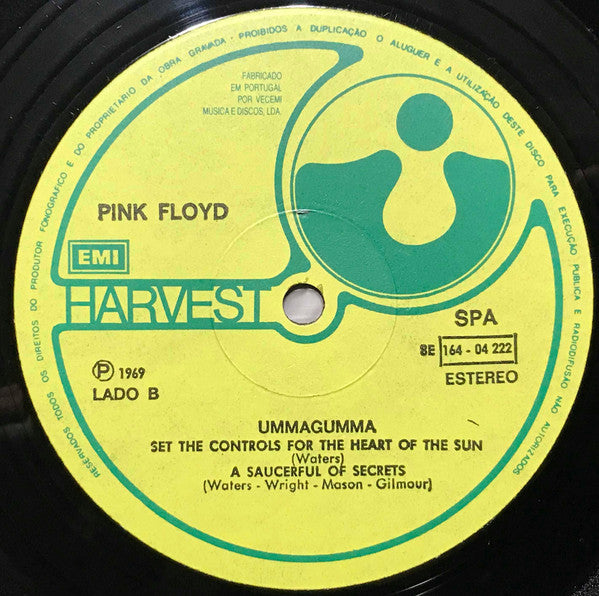 RESERVADOS TODOS OS DIREITOS DO PRODUTOR FONOGRAFICO E DO PROPRIETARIO DA OBRA GRAVADA - PROIBIDOS A DUPLICAÇÃO O ALUGUER E A UTILIZAÇÃO DESTE DISCO PARA EXECUÇÃO PUBLICA E RADIODIFUSÃO NÃO AUTORIZADOS
FABRICADO
EM PORTUGAL
POR VECEMI
MUSICA E DISCOS, LDA.
PINK FLOYD
EMI
HARVEST
SPA
8E 164 - 04 222
ESTEREO
℗ 1969
LADO B
UMMAGUMMA
SET THE CONTROLS FOR THE HEART OF THE SUN
(Waters)
A SAUCERFUL OF SECRETS
(Waters - Wright - Mason - Gilmour)